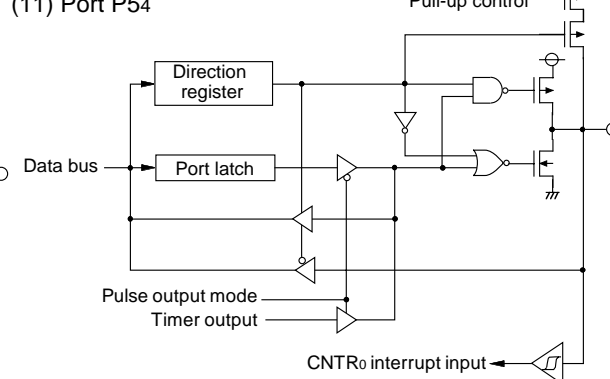 (11) Port P54
Pull-up control
Direction
register
Data bus
Port latch
Pulse output mode
Timer output
CNTR0 interrupt input